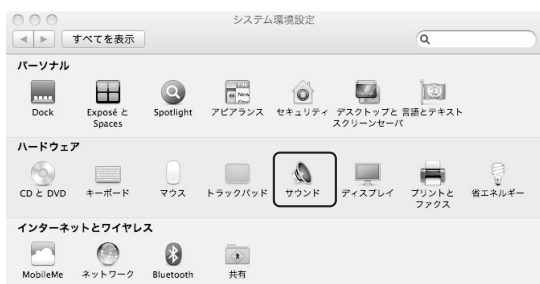 システム環境設定
すべてを表示
パーソナル
Dock
Exposé と
Spaces
Spotlight
アピアランス
セキュリティ
デスクトップと
スクリーンセーバ
言語とテキスト
ハードウェア
CD と DVD
キーボード
マウス
トラックパッド
サウンド
ディスプレイ
プリントと
ファクス
省エネルギー
インターネットとワイヤレス
MobileMe
ネットワーク
Bluetooth
共有